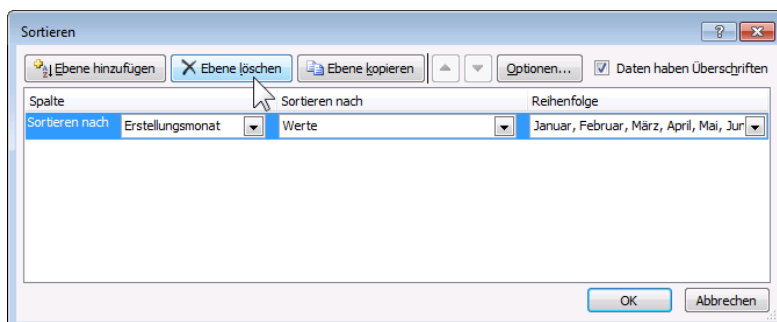 Sortieren
Ebene hinzufügen Ebene löschen Ebene kopieren Optionen... Daten haben Überschriften
Spalte Sortieren nach Reihenfolge
Sortieren nach Erstellungsmonat Werte Januar, Februar, März, April, Mai, Jun
OK Abbrechen